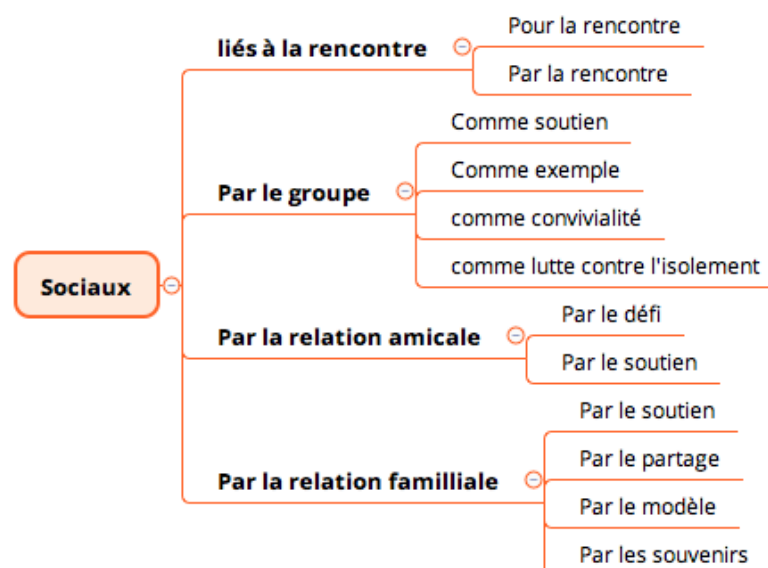 Sociaux
liés à la rencontre
Pour la rencontre
Par la rencontre
Par le groupe
Comme soutien
Comme exemple
comme convivialité
comme lutte contre l'isolement
Par la relation amicale
Par le défi
Par le soutien
Par la relation familliale
Par le soutien
Par le partage
Par le modèle
Par les souvenirs